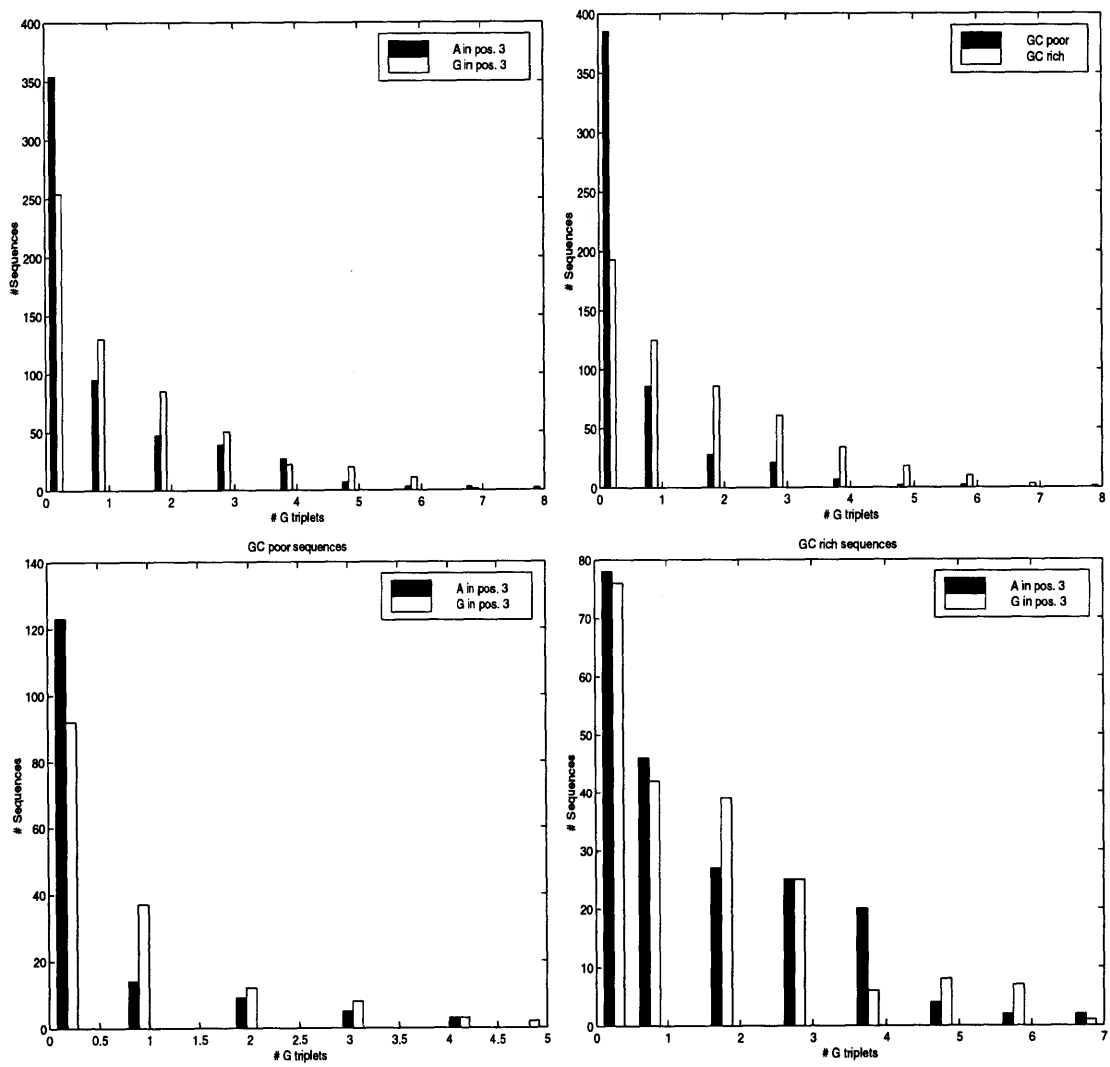 400
350
300
250
200
150
100
50
0
#Sequences
A in pos. 3
G in pos. 3
0 1 2 3 4 5 6 7 8
# G triplets
400
350
300
250
200
150
100
50
0
# Sequences
GC poor
GC rich
0 1 2 3 4 5 6 7 8
# G triplets
GC poor sequences
140
120
100
80
60
40
20
0
# Sequences
A in pos. 3
G in pos. 3
0 0.5 1 1.5 2 2.5 3 3.5 4 4.5 5
# G triplets
GC rich sequences
80
70
60
50
40
30
20
10
0
# Sequences
A in pos. 3
G in pos. 3
0 1 2 3 4 5 6 7
# G triplets